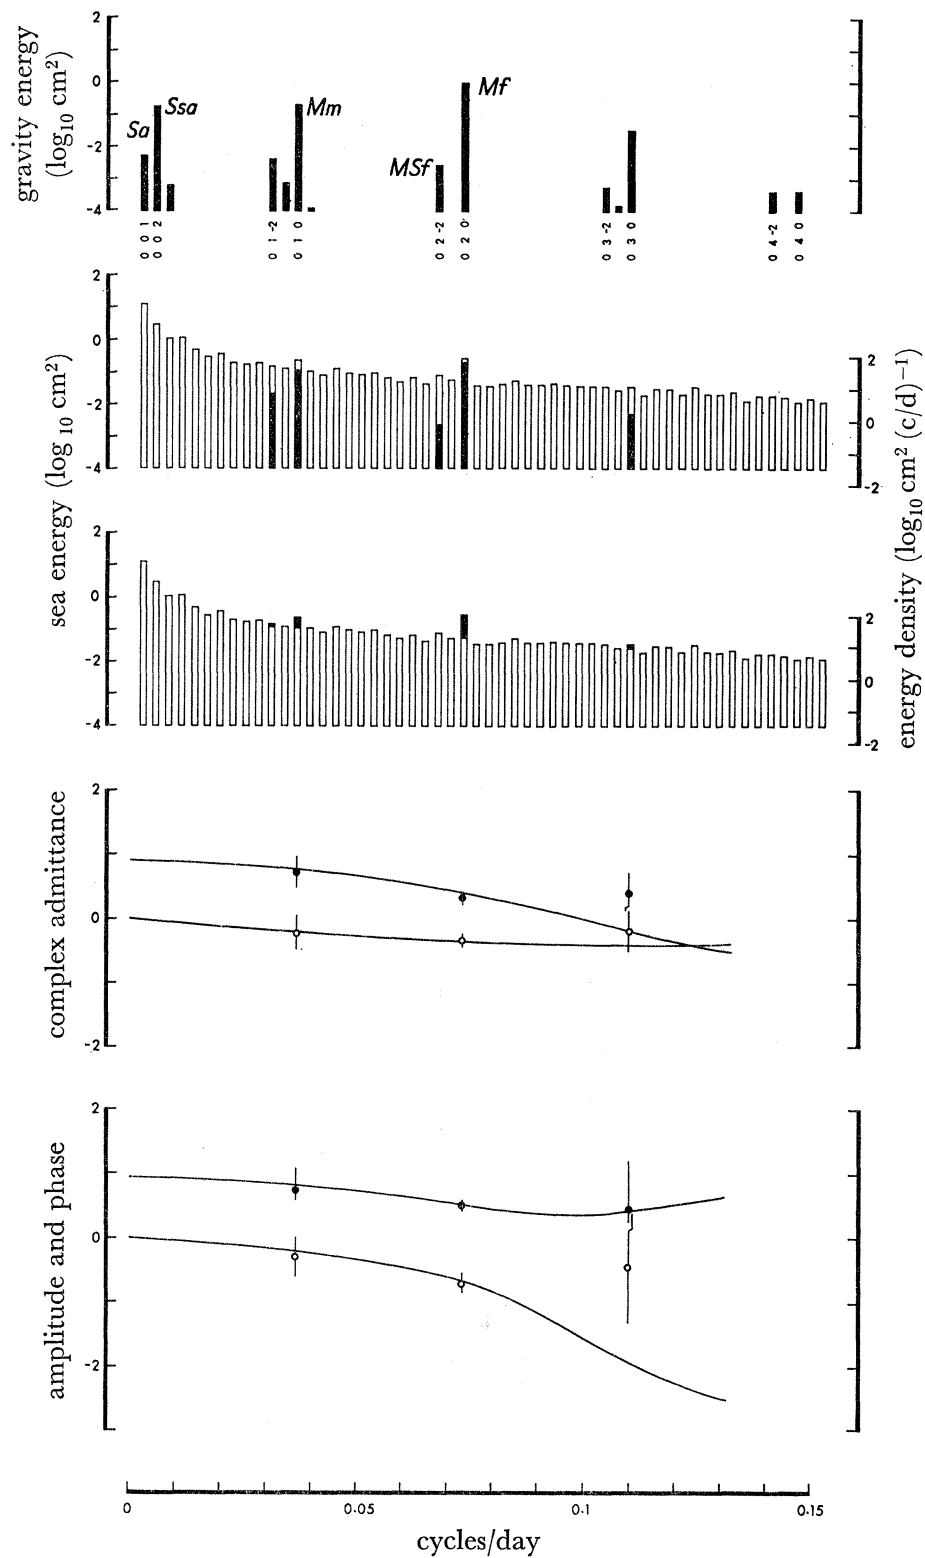 gravity energy
(log10 cm2)
2
0
-2
-4
Sa
Ssa
Mm
MSf
Mf
0 0 1
0 0 2
0 1 -2
0 1 0
0 2 -2
0 2 0
0 3 -2
0 3 0
0 4 -2
0 4 0
sea energy (log 10 cm2)
2
0
-2
-4
2
0
-2
energy density (log10 cm2 (c/d)−1)
2
0
-2
-4
2
0
-2
complex admittance
2
0
-2
amplitude and phase
2
0
-2
0
0.05
0.1
0.15
cycles/day